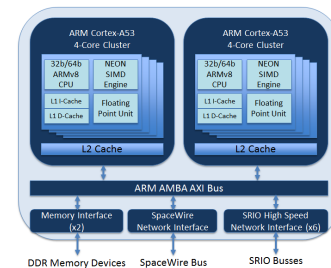 ARM Cortex-A53
4-Core Cluster
32b/64b
ARMv8
CPU
NEON
SIMD
Engine
L1 I-Cache
L1 D-Cache
Floating
Point Unit
L2 Cache
ARM Cortex-A53
4-Core Cluster
32b/64b
ARMv8
CPU
NEON
SIMD
Engine
L1 I-Cache
L1 D-Cache
Floating
Point Unit
L2 Cache
ARM AMBA AXI Bus
Memory Interface
(x2)
SpaceWire
Network Interface
SRIO High Speed
Network Interface (x6)
DDR Memory Devices
SpaceWire Bus
SRIO Busses